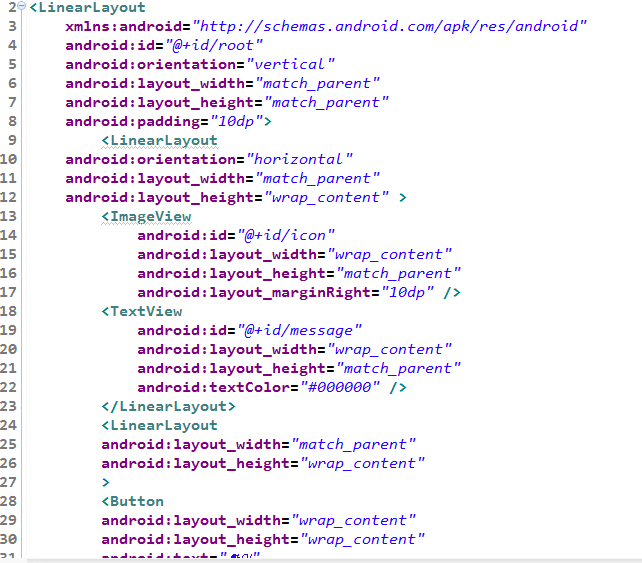 2 <LinearLayout
3 xmlns:android="http://schemas.android.com/apk/res/android"
4 android:id="@+id/root"
5 android:orientation="vertical"
6 android:layout_width="match_parent"
7 android:layout_height="match_parent"
8 android:padding="10dp">
9 <LinearLayout
10 android:orientation="horizontal"
11 android:layout_width="match_parent"
12 android:layout_height="wrap_content" >
13 <ImageView
14 android:id="@+id/icon"
15 android:layout_width="wrap_content"
16 android:layout_height="match_parent"
17 android:layout_marginRight="10dp" />
18 <TextView
19 android:id="@+id/message"
20 android:layout_width="wrap_content"
21 android:layout_height="match_parent"
22 android:textColor="#000000" />
23 </LinearLayout>
24 <LinearLayout
25 android:layout_width="match_parent"
26 android:layout_height="wrap_content"
27 >
28 <Button
29 android:layout_width="wrap_content"
30 android:layout_height="wrap_content"
31 android:text=